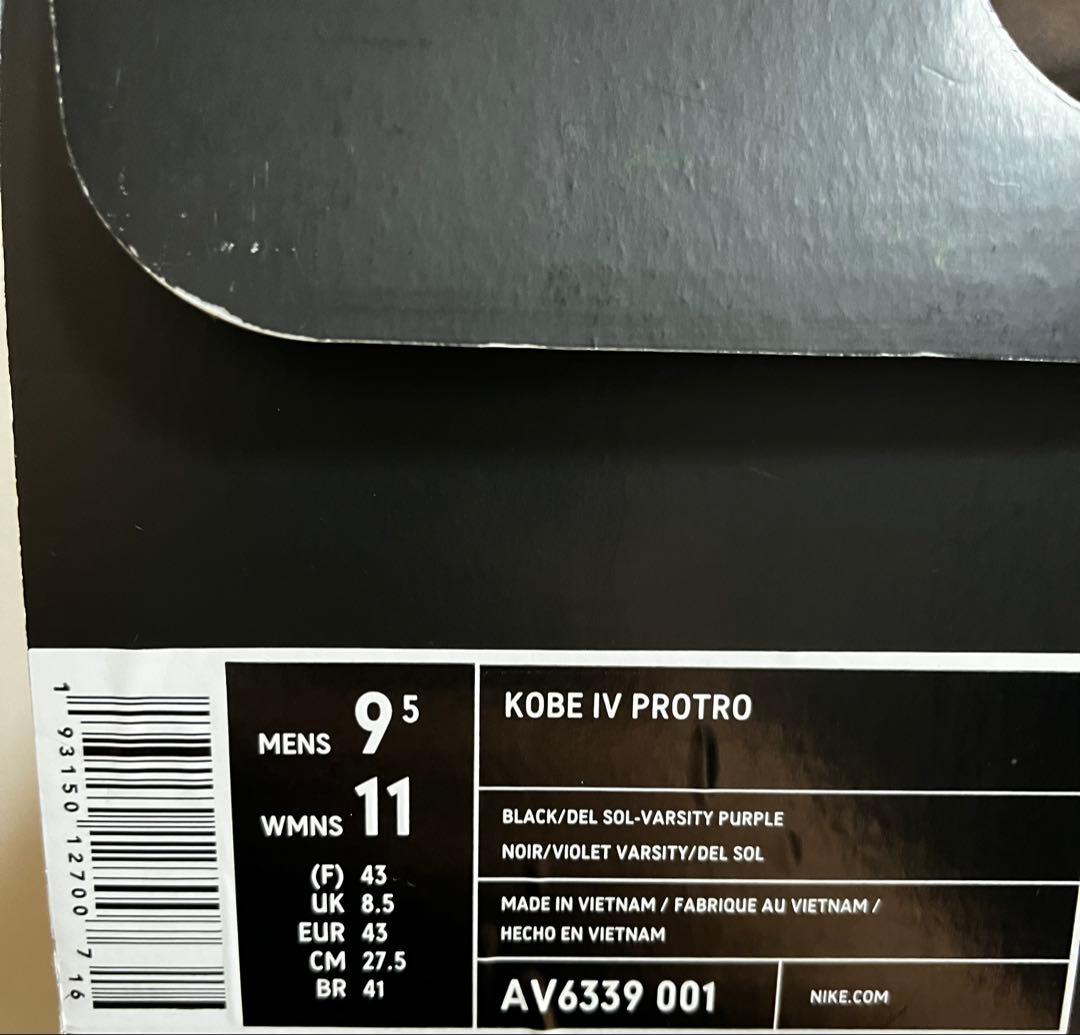 1 93150 12700 7 16
MENS 9 5
WMNS 11
(F) 43
UK 8.5
EUR 43
CM 27.5
BR 41
KOBE IV PROTRO
BLACK/DEL SOL-VARSITY PURPLE
NOIR/VIOLET VARSITY/DEL SOL
MADE IN VIETNAM / FABRIQUE AU VIETNAM /
HECHO EN VIETNAM
AV6339 001
NIKE.COM